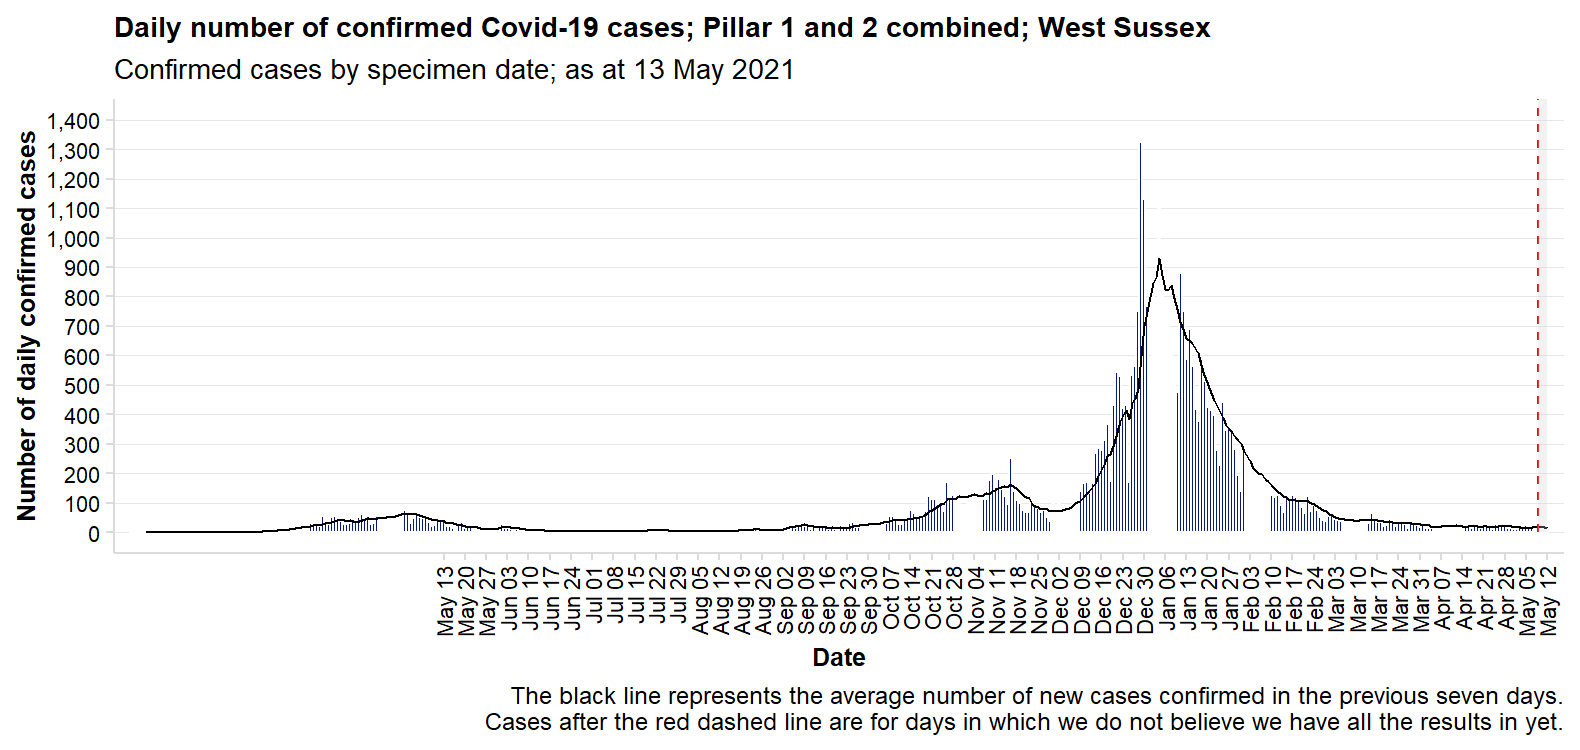 Daily number of confirmed Covid-19 cases; Pillar 1 and 2 combined; West Sussex
Confirmed cases by specimen date; as at 13 May 2021
Number of daily confirmed cases
1,400
1,300
1,200
1,100
1,000
900
800
700
600
500
400
300
200
100
0
May 13
May 20
May 27
Jun 03
Jun 10
Jun 17
Jun 24
Jul 01
Jul 08
Jul 15
Jul 22
Jul 29
Aug 05
Aug 12
Aug 19
Aug 26
Sep 02
Sep 09
Sep 16
Sep 23
Sep 30
Oct 07
Oct 14
Oct 21
Oct 28
Nov 04
Nov 11
Nov 18
Nov 25
Dec 02
Dec 09
Dec 16
Dec 23
Dec 30
Jan 06
Jan 13
Jan 20
Jan 27
Feb 03
Feb 10
Feb 17
Feb 24
Mar 03
Mar 10
Mar 17
Mar 24
Mar 31
Apr 07
Apr 14
Apr 21
Apr 28
May 05
May 12
Date
The black line represents the average number of new cases confirmed in the previous seven days.
Cases after the red dashed line are for days in which we do not believe we have all the results in yet.